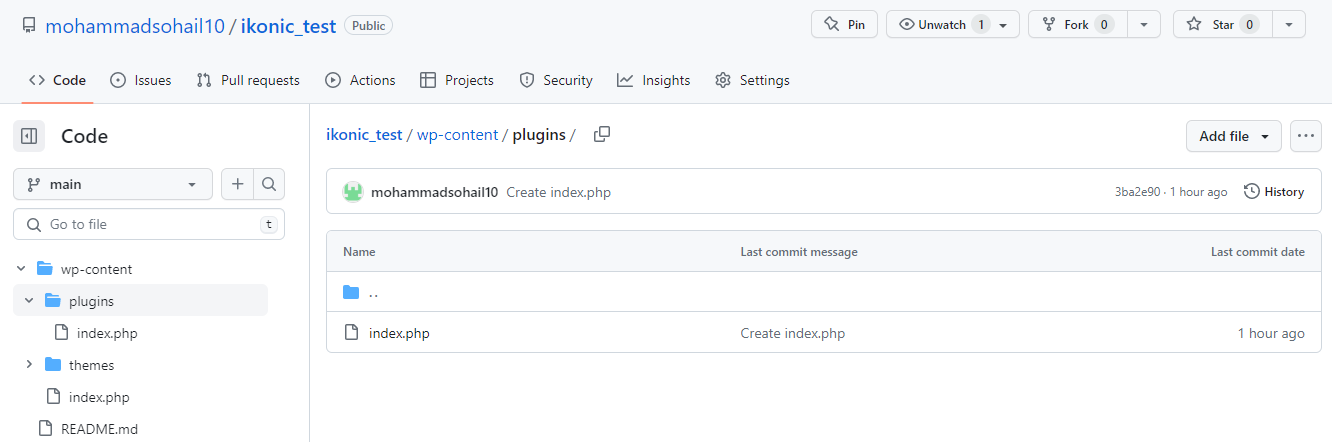 mohammadsohail10 / ikonic_test Public
Pin Unwatch 1 Fork 0 Star 0
Code Issues Pull requests Actions Projects Security Insights Settings
Code
main
Go to file t
wp-content
plugins
index.php
themes
index.php
README.md
ikonic_test / wp-content / plugins /
Add file ...
mohammadsohail10 Create index.php 3ba2e90 · 1 hour ago History
Name Last commit message Last commit date
..
index.php Create index.php 1 hour ago